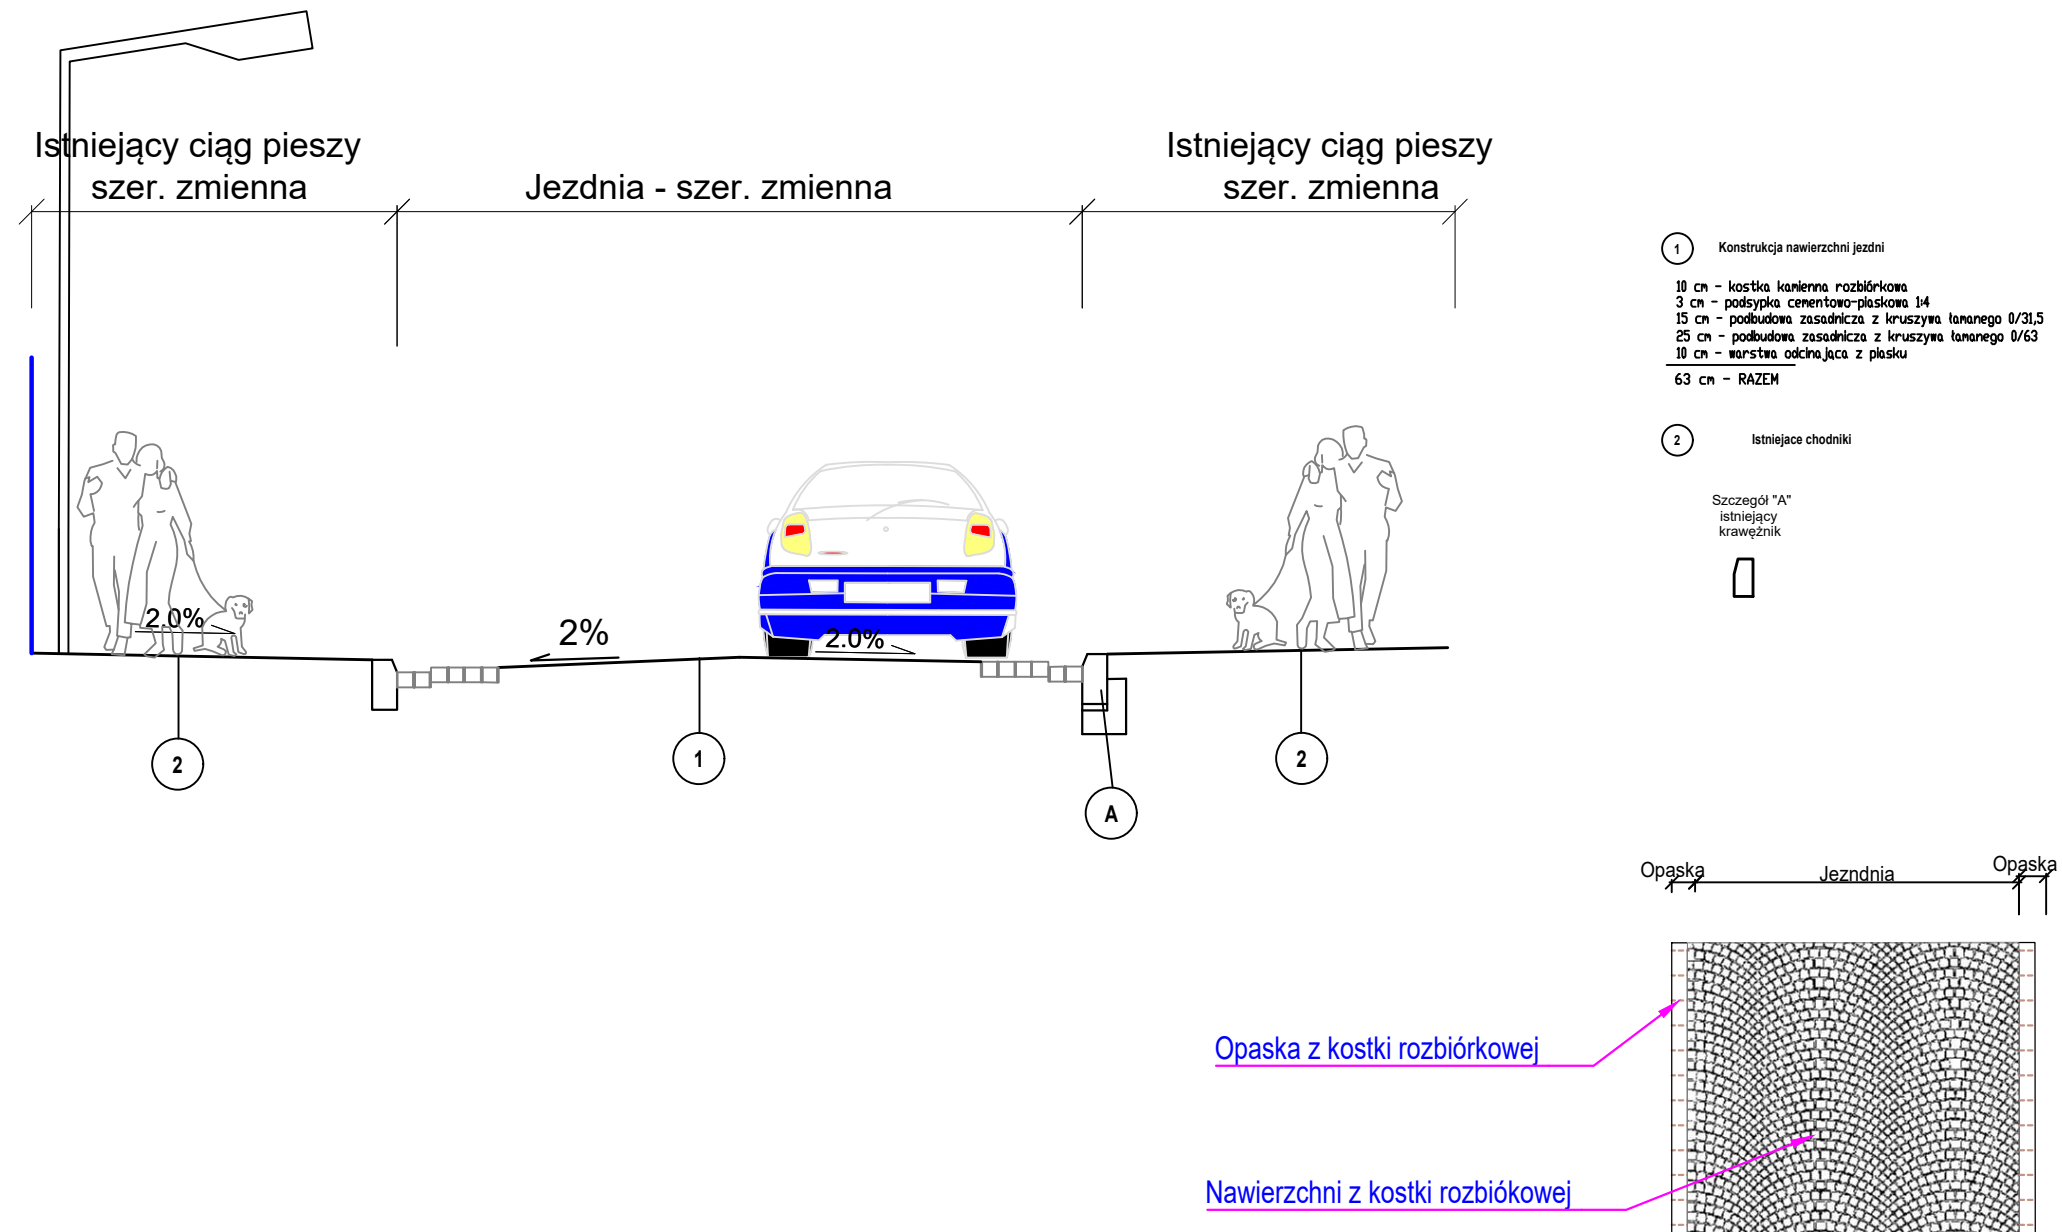 Istniejący ciąg pieszy
szer. zmienna
Jezdnia - szer. zmienna
Istniejący ciąg pieszy
szer. zmienna
1 Konstrukcja nawierzchni jezdni
10 cm - kostka kamienna rozbiórkowa
3 cm - podsypka cementowo-piaskowa 1:4
15 cm - podbudowa zasadnicza z kruszywa łamanego 0/31,5
25 cm - podbudowa zasadnicza z kruszywa łamanego 0/63
10 cm - warstwa odcinająca z piasku
63 cm - RAZEM
2 Istniejace chodniki
Szczegół "A"
istniejący
krawężnik
2.0%
2%
2.0%
2
1
2
A
Opaska
Jezndnia
Opaska
Opaska z kostki rozbiórkowej
Nawierzchni z kostki rozbiókowej